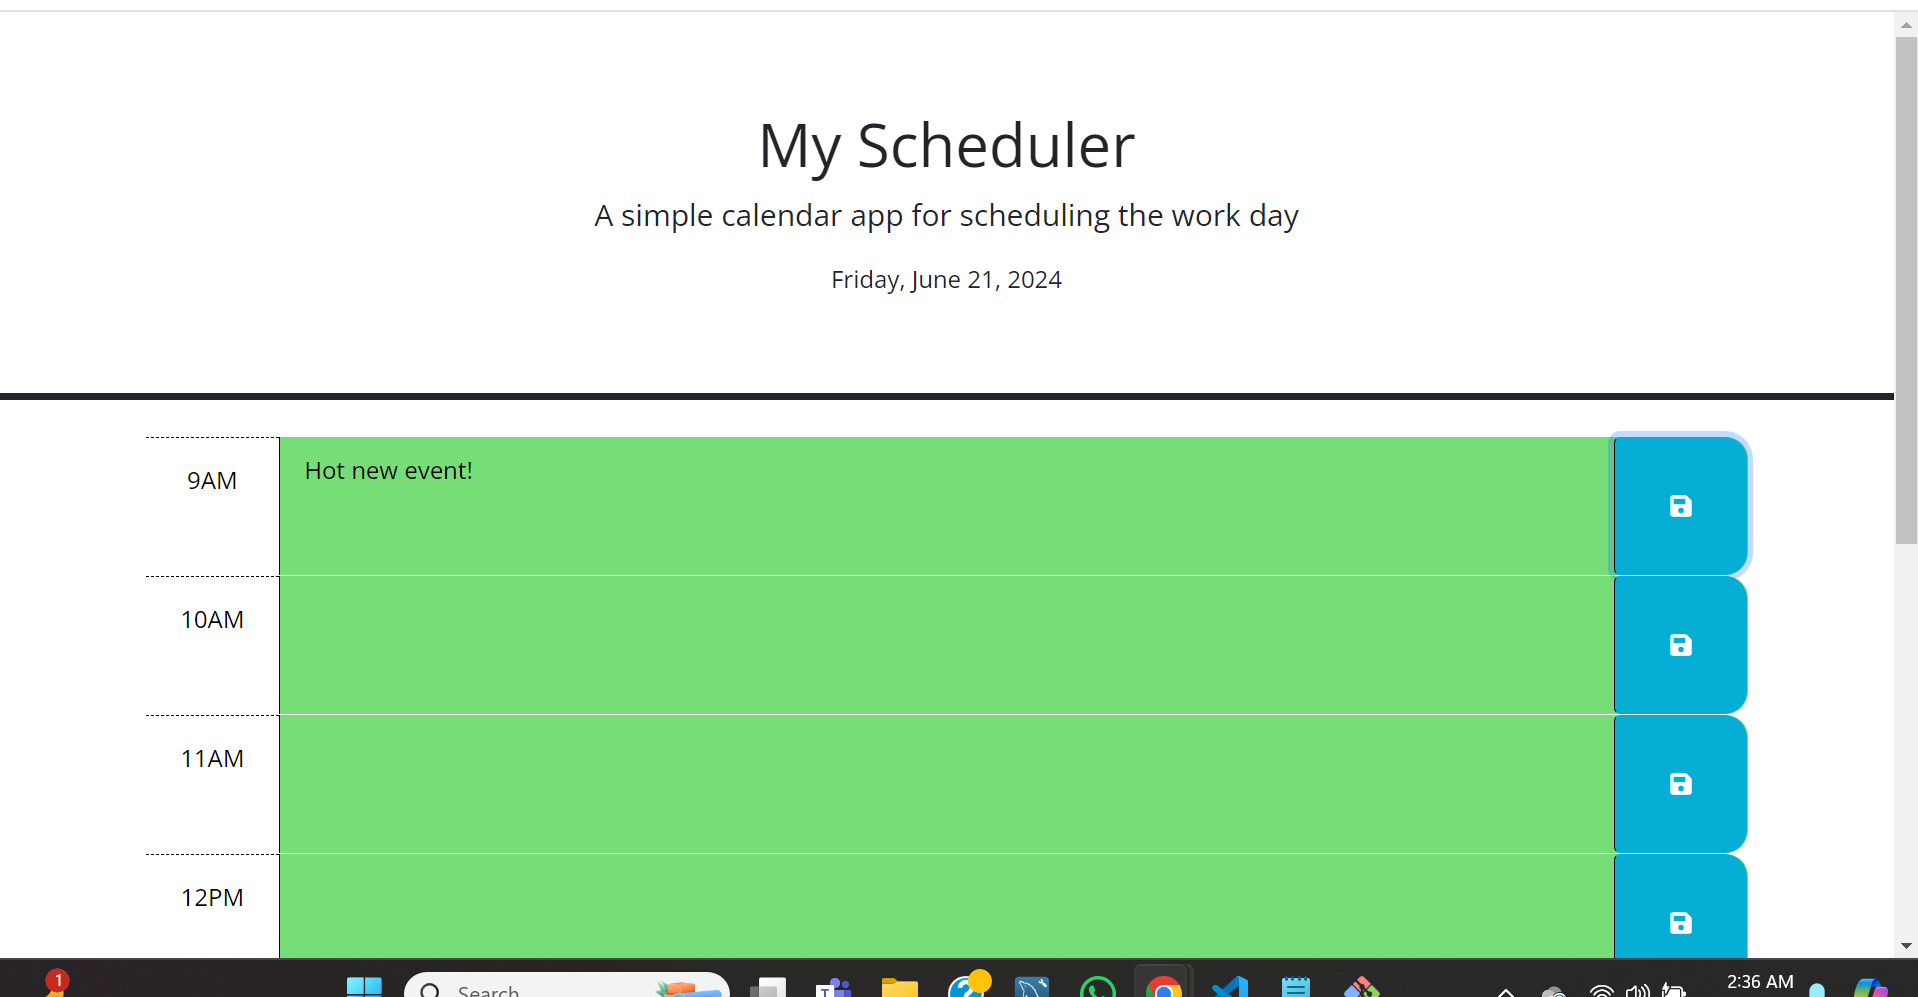 My Scheduler
A simple calendar app for scheduling the work day
Friday, June 21, 2024
9AM
Hot new event!
10AM
11AM
12PM
1
Search
T
2:36 AM